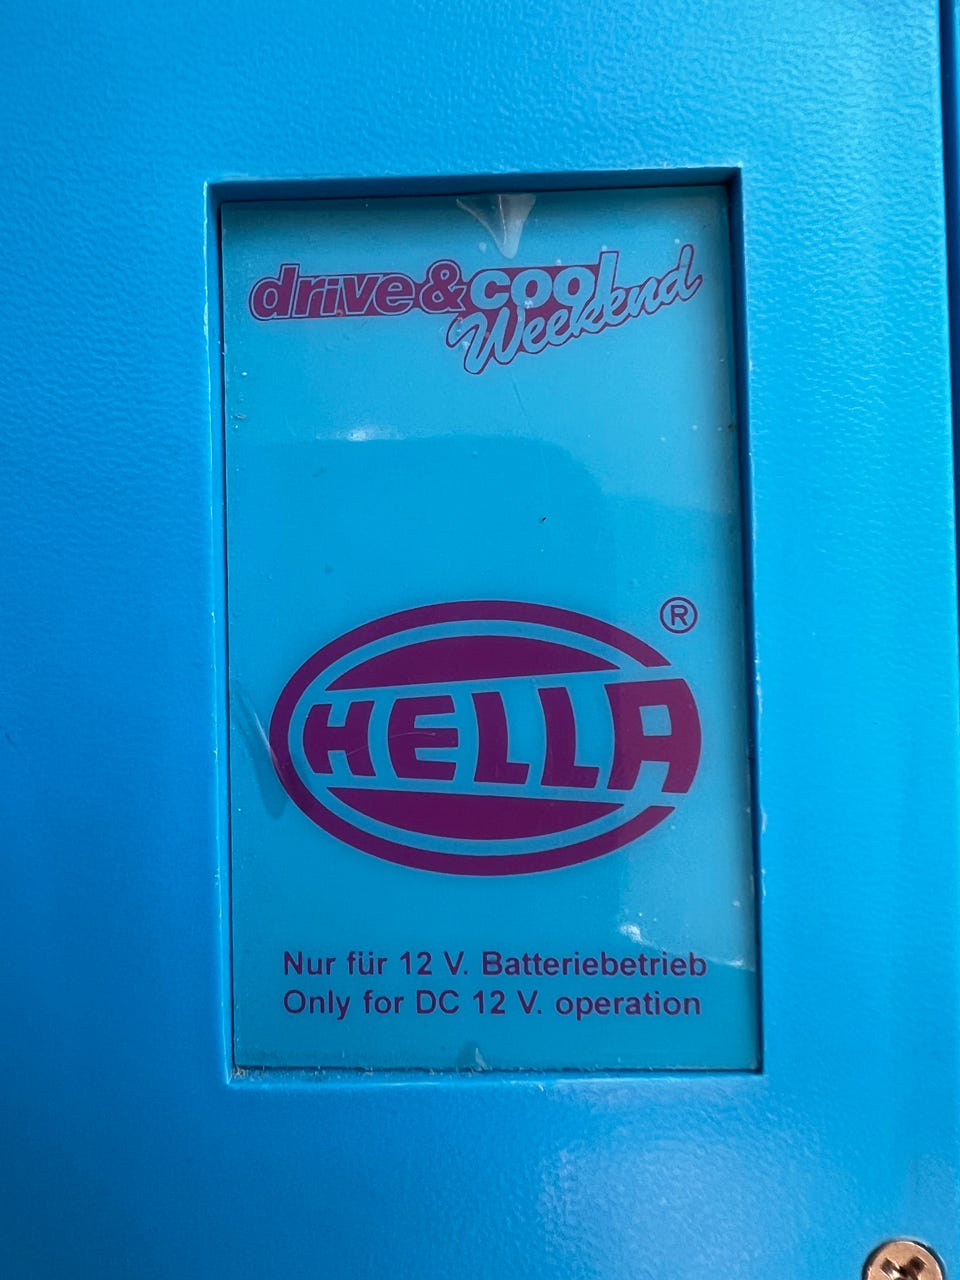 drive & cool
Weekend
®
HELLA
Nur für 12 V. Batteriebetrieb
Only for DC 12 V. operation